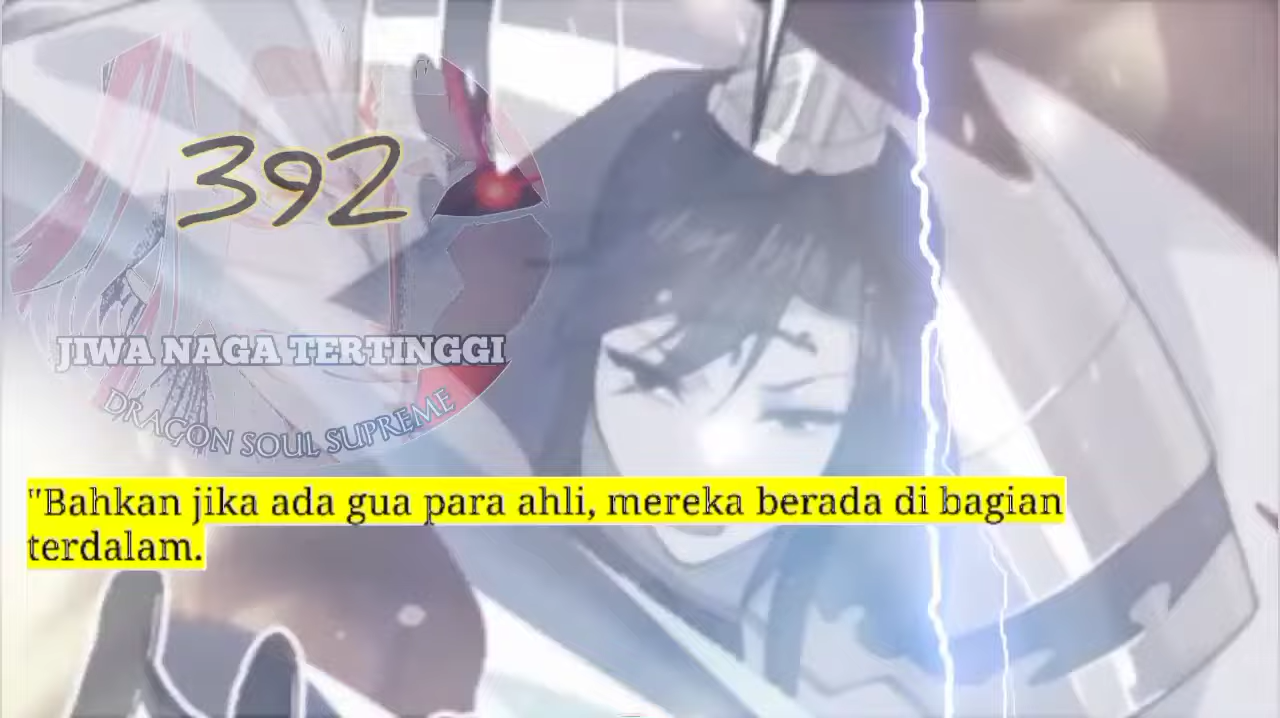 392
JIWA NAGA TERTINGGI
DRAGON SOUL SUPREME
"Bahkan jika ada gua para ahli, mereka berada di bagian
terdalam.